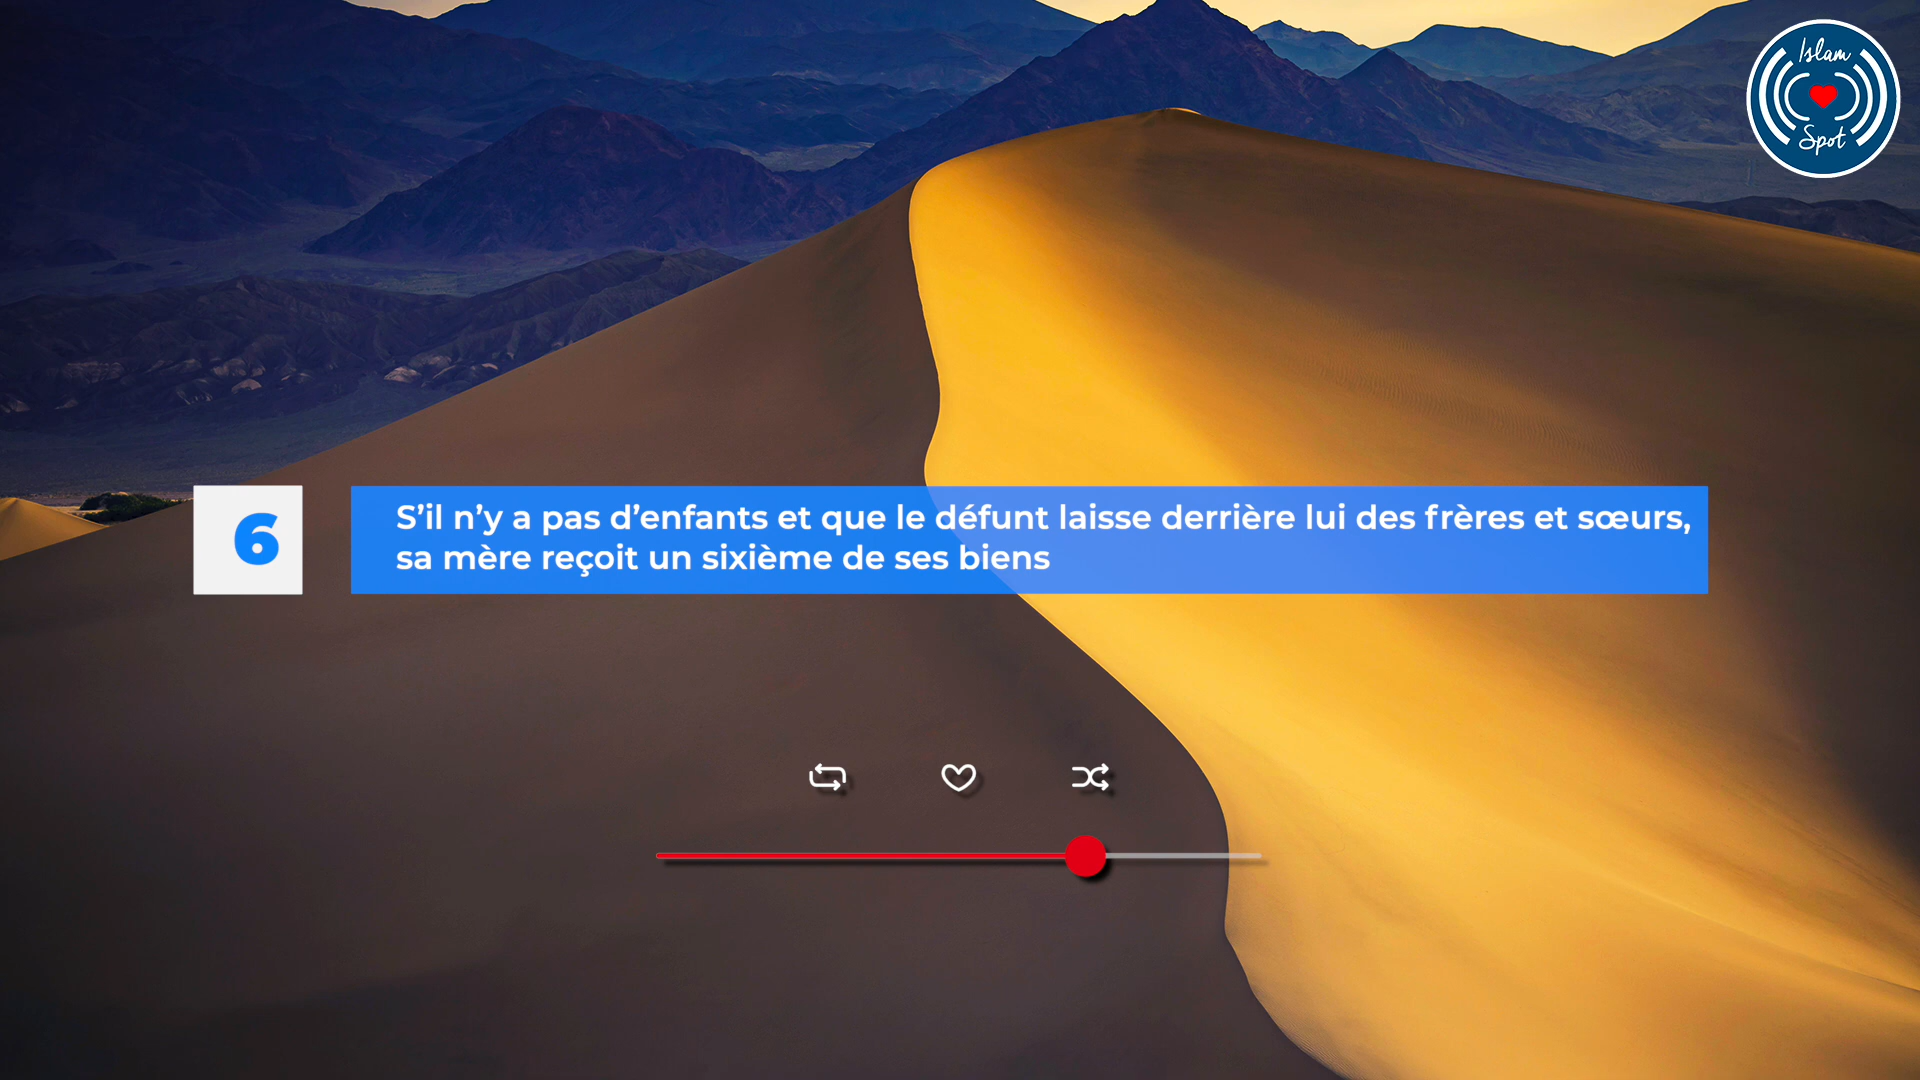 Islam
Spot
6
S’il n’y a pas d’enfants et que le défunt laisse derrière lui des frères et sœurs,
sa mère reçoit un sixième de ses biens